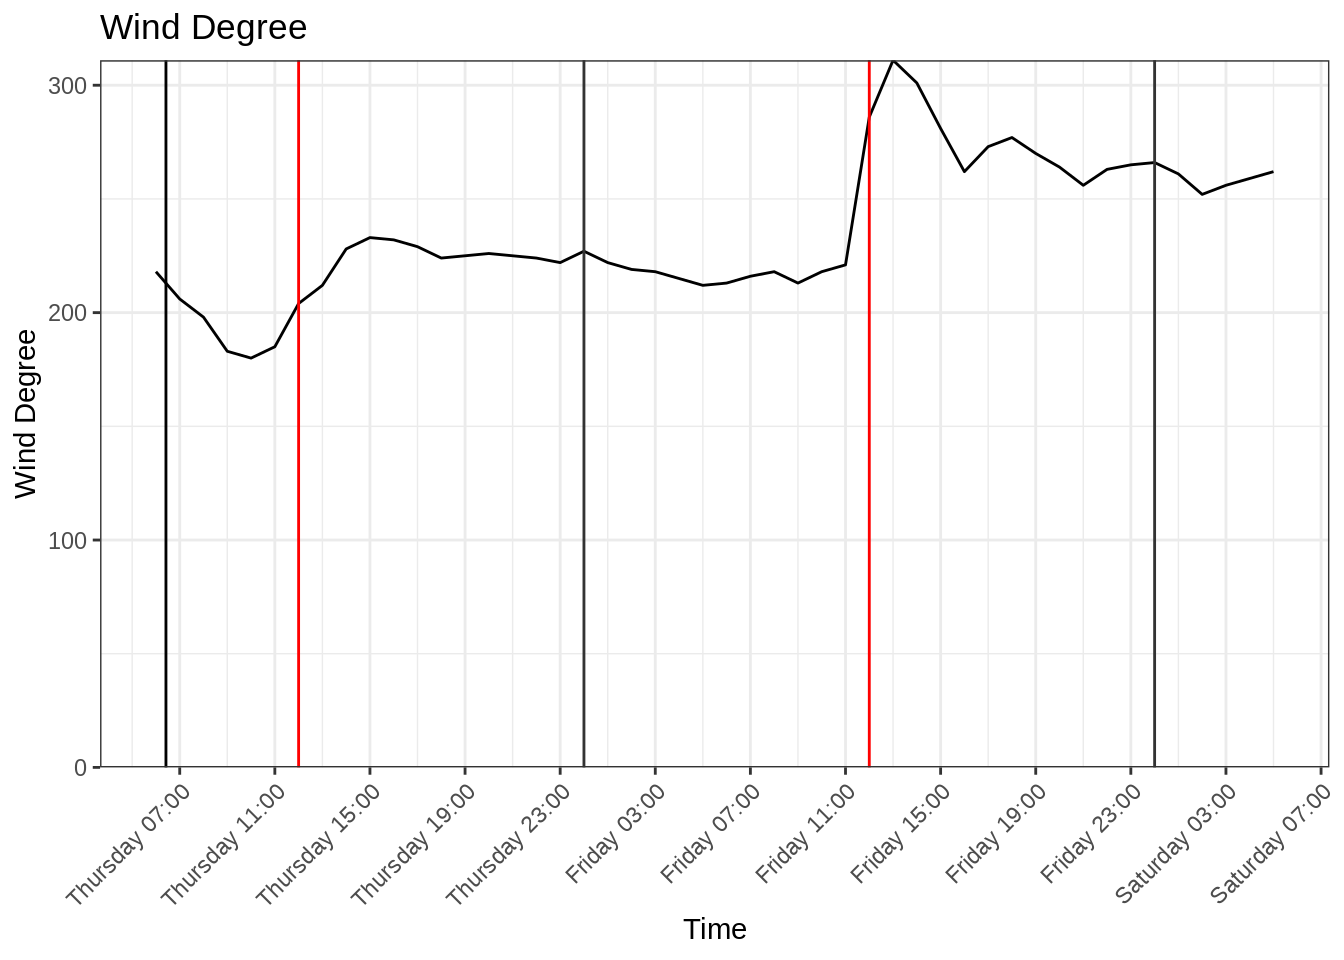 Wind Degree
Wind Degree
300
200
100
0
Thursday 07:00
Thursday 11:00
Thursday 15:00
Thursday 19:00
Thursday 23:00
Friday 03:00
Friday 07:00
Friday 11:00
Friday 15:00
Friday 19:00
Friday 23:00
Saturday 03:00
Saturday 07:00
Time